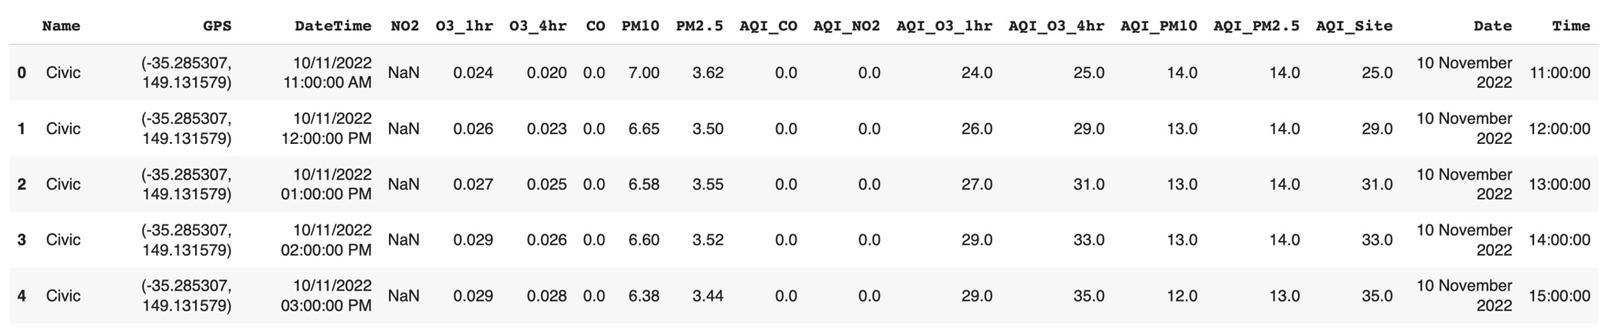 Name GPS DateTime NO2 O3_1hr O3_4hr CO PM10 PM2.5 AQI_CO AQI_NO2 AQI_O3_1hr AQI_O3_4hr AQI_PM10 AQI_PM2.5 AQI_Site Date Time
(-35.285307, 10/11/2022 10 November
0 Civic NaN 0.024 0.020 0.0 7.00 3.62 0.0 0.0 24.0 25.0 14.0 14.0 25.0 11:00:00
149.131579) 11:00:00 AM 2022
(-35.285307, 10/11/2022 10 November
1 Civic NaN 0.026 0.023 0.0 6.65 3.50 0.0 0.0 26.0 29.0 13.0 14.0 29.0 12:00:00
149.131579) 12:00:00 PM 2022
(-35.285307, 10/11/2022 10 November
2 Civic NaN 0.027 0.025 0.0 6.58 3.55 0.0 0.0 27.0 31.0 13.0 14.0 31.0 13:00:00
149.131579) 01:00:00 PM 2022
(-35.285307, 10/11/2022 10 November
3 Civic NaN 0.029 0.026 0.0 6.60 3.52 0.0 0.0 29.0 33.0 13.0 14.0 33.0 14:00:00
149.131579) 02:00:00 PM 2022
(-35.285307, 10/11/2022 10 November
4 Civic NaN 0.029 0.028 0.0 6.38 3.44 0.0 0.0 29.0 35.0 12.0 13.0 35.0 15:00:00
149.131579) 03:00:00 PM 2022